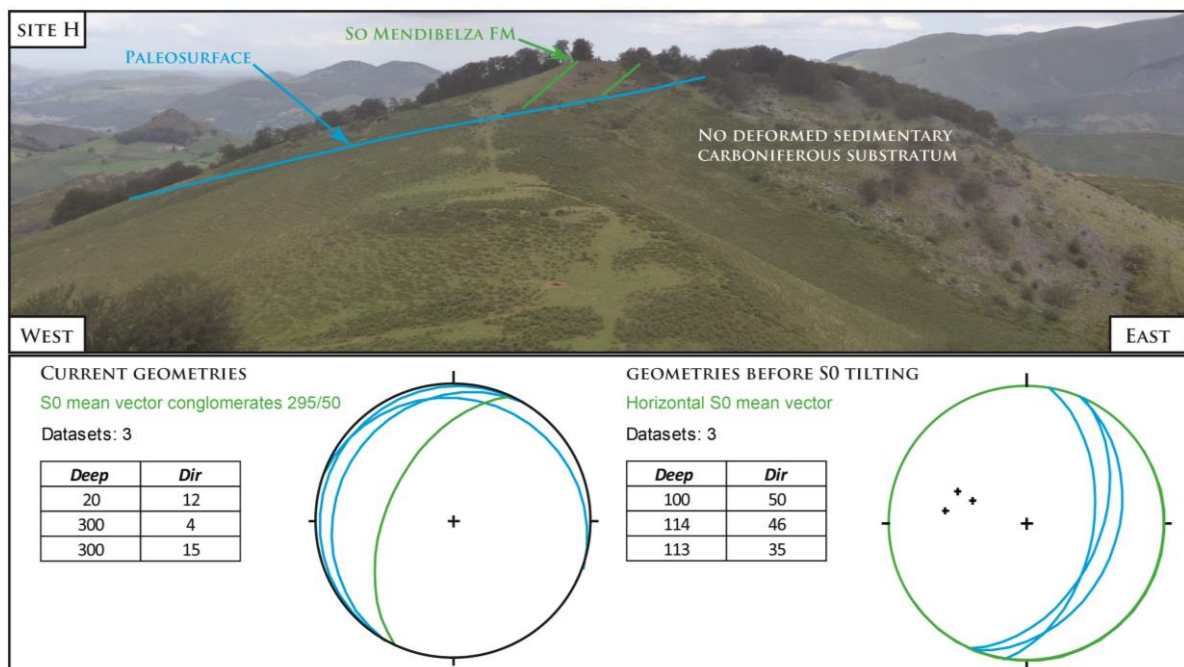 SITE H
SO MENDIBELZA FM
PALEOSURFACE
NO DEFORMED SEDIMENTARY
CARBONIFEROUS SUBSTRATUM
WEST
EAST
CURRENT GEOMETRIES
S0 mean vector conglomerates 295/50
Datasets: 3
Deep Dir
20 12
300 4
300 15
GEOMETRIES BEFORE S0 TILTING
Horizontal S0 mean vector
Datasets: 3
Deep Dir
100 50
114 46
113 35